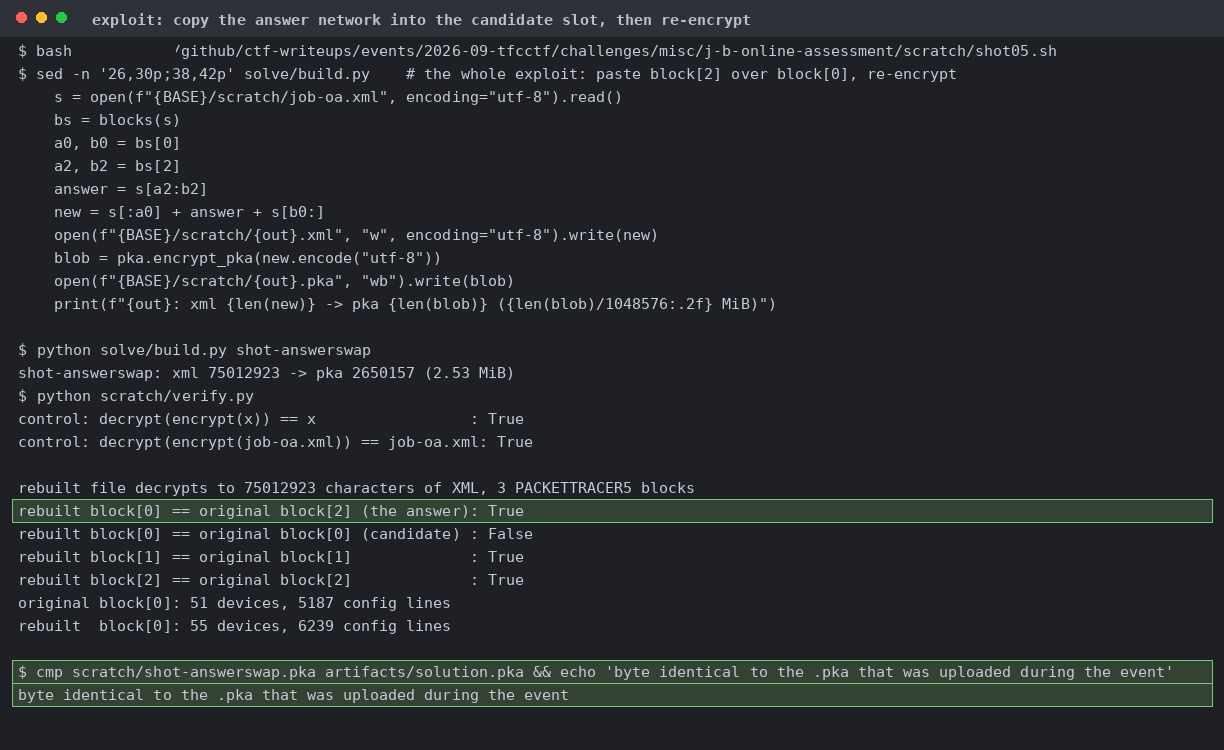 exploit: copy the answer network into the candidate slot, then re-encrypt
$ bash /github/ctf-writeups/events/2026-09-tfcctf/challenges/misc/j-b-online-assessment/scratch/shot05.sh
$ sed -n '26,30p;38,42p' solve/build.py    # the whole exploit: paste block[2] over block[0], re-encrypt
    s = open(f"{BASE}/scratch/job-oa.xml", encoding="utf-8").read()
    bs = blocks(s)
    a0, b0 = bs[0]
    a2, b2 = bs[2]
    answer = s[a2:b2]
    new = s[:a0] + answer + s[b0:]
    open(f"{BASE}/scratch/{out}.xml", "w", encoding="utf-8").write(new)
    blob = pka.encrypt_pka(new.encode("utf-8"))
    open(f"{BASE}/scratch/{out}.pka", "wb").write(blob)
    print(f"{out}: xml {len(new)} -> pka {len(blob)} ({len(blob)/1048576:.2f} MiB)")
$ python solve/build.py shot-answerswap
shot-answerswap: xml 75012923 -> pka 2650157 (2.53 MiB)
$ python scratch/verify.py
control: decrypt(encrypt(x)) == x                 : True
control: decrypt(encrypt(job-oa.xml)) == job-oa.xml: True
rebuilt file decrypts to 75012923 characters of XML, 3 PACKETTRACER5 blocks
rebuilt block[0] == original block[2] (the answer): True
rebuilt block[0] == original block[0] (candidate) : False
rebuilt block[1] == original block[1]             : True
rebuilt block[2] == original block[2]             : True
original block[0]: 51 devices, 5187 config lines
rebuilt  block[0]: 55 devices, 6239 config lines
$ cmp scratch/shot-answerswap.pka artifacts/solution.pka && echo 'byte identical to the .pka that was uploaded during the event'
byte identical to the .pka that was uploaded during the event